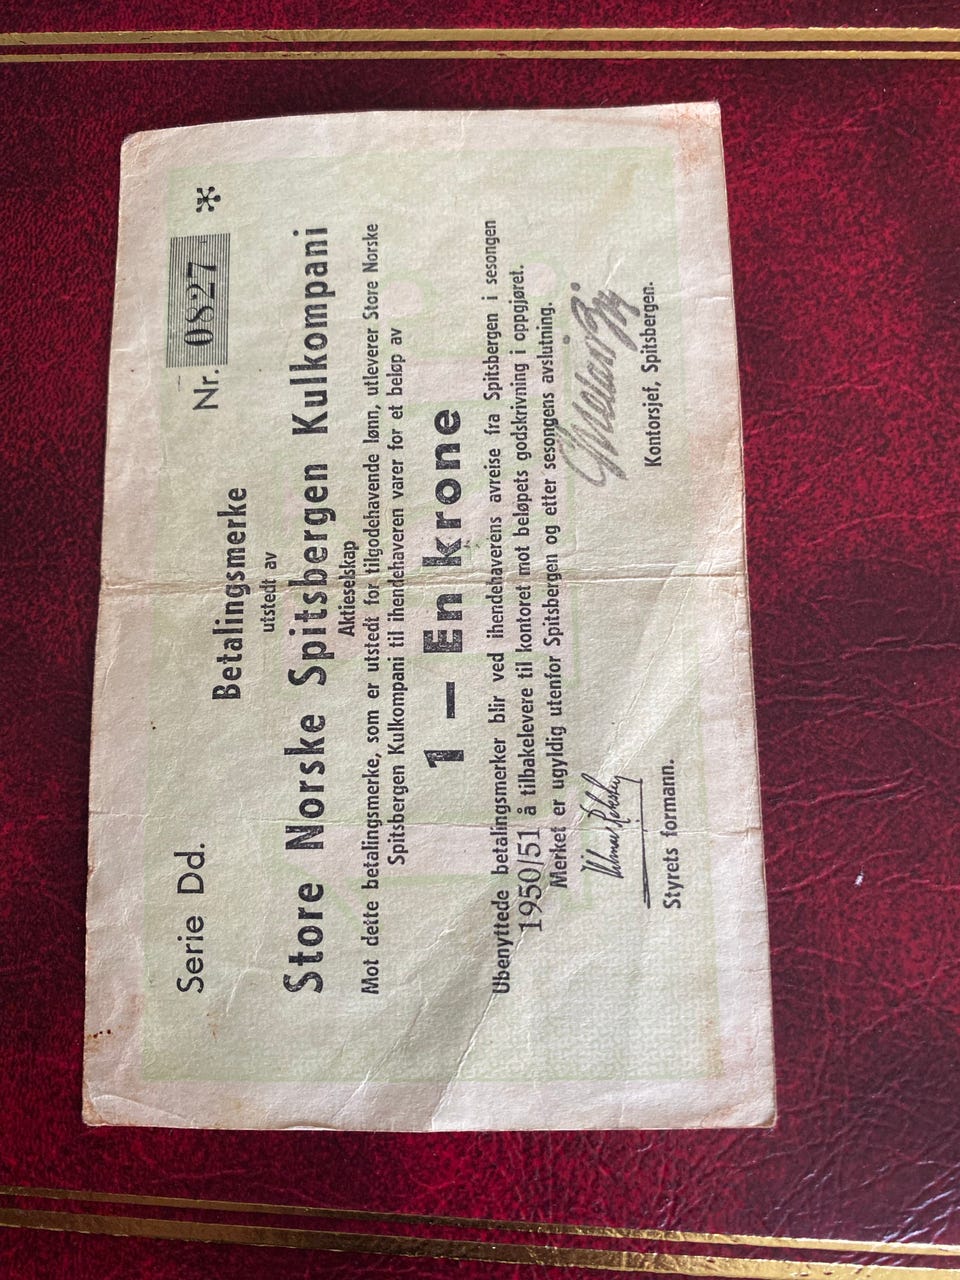 Serie Dd. Nr. 0827 *
Betalingsmerke
utstedt av
Store Norske Spitsbergen Kulkompani
Aktieselskap
Mot dette betalingsmerke, som er utstedt for tilgodehavende lønn, utleverer Store Norske
Spitsbergen Kulkompani til ihendehaveren varer for et beløp av
1 — En krone
Ubenyttede betalingsmerker blir ved ihendehaverens avreise fra Spitsbergen i sesongen
1950/51 å tilbakelevere til kontoret mot beløpets godskrivning i oppgjøret.
Merket er ugyldig utenfor Spitsbergen og etter sesongens avslutning.
Styrets formann. Kontorsjef, Spitsbergen.